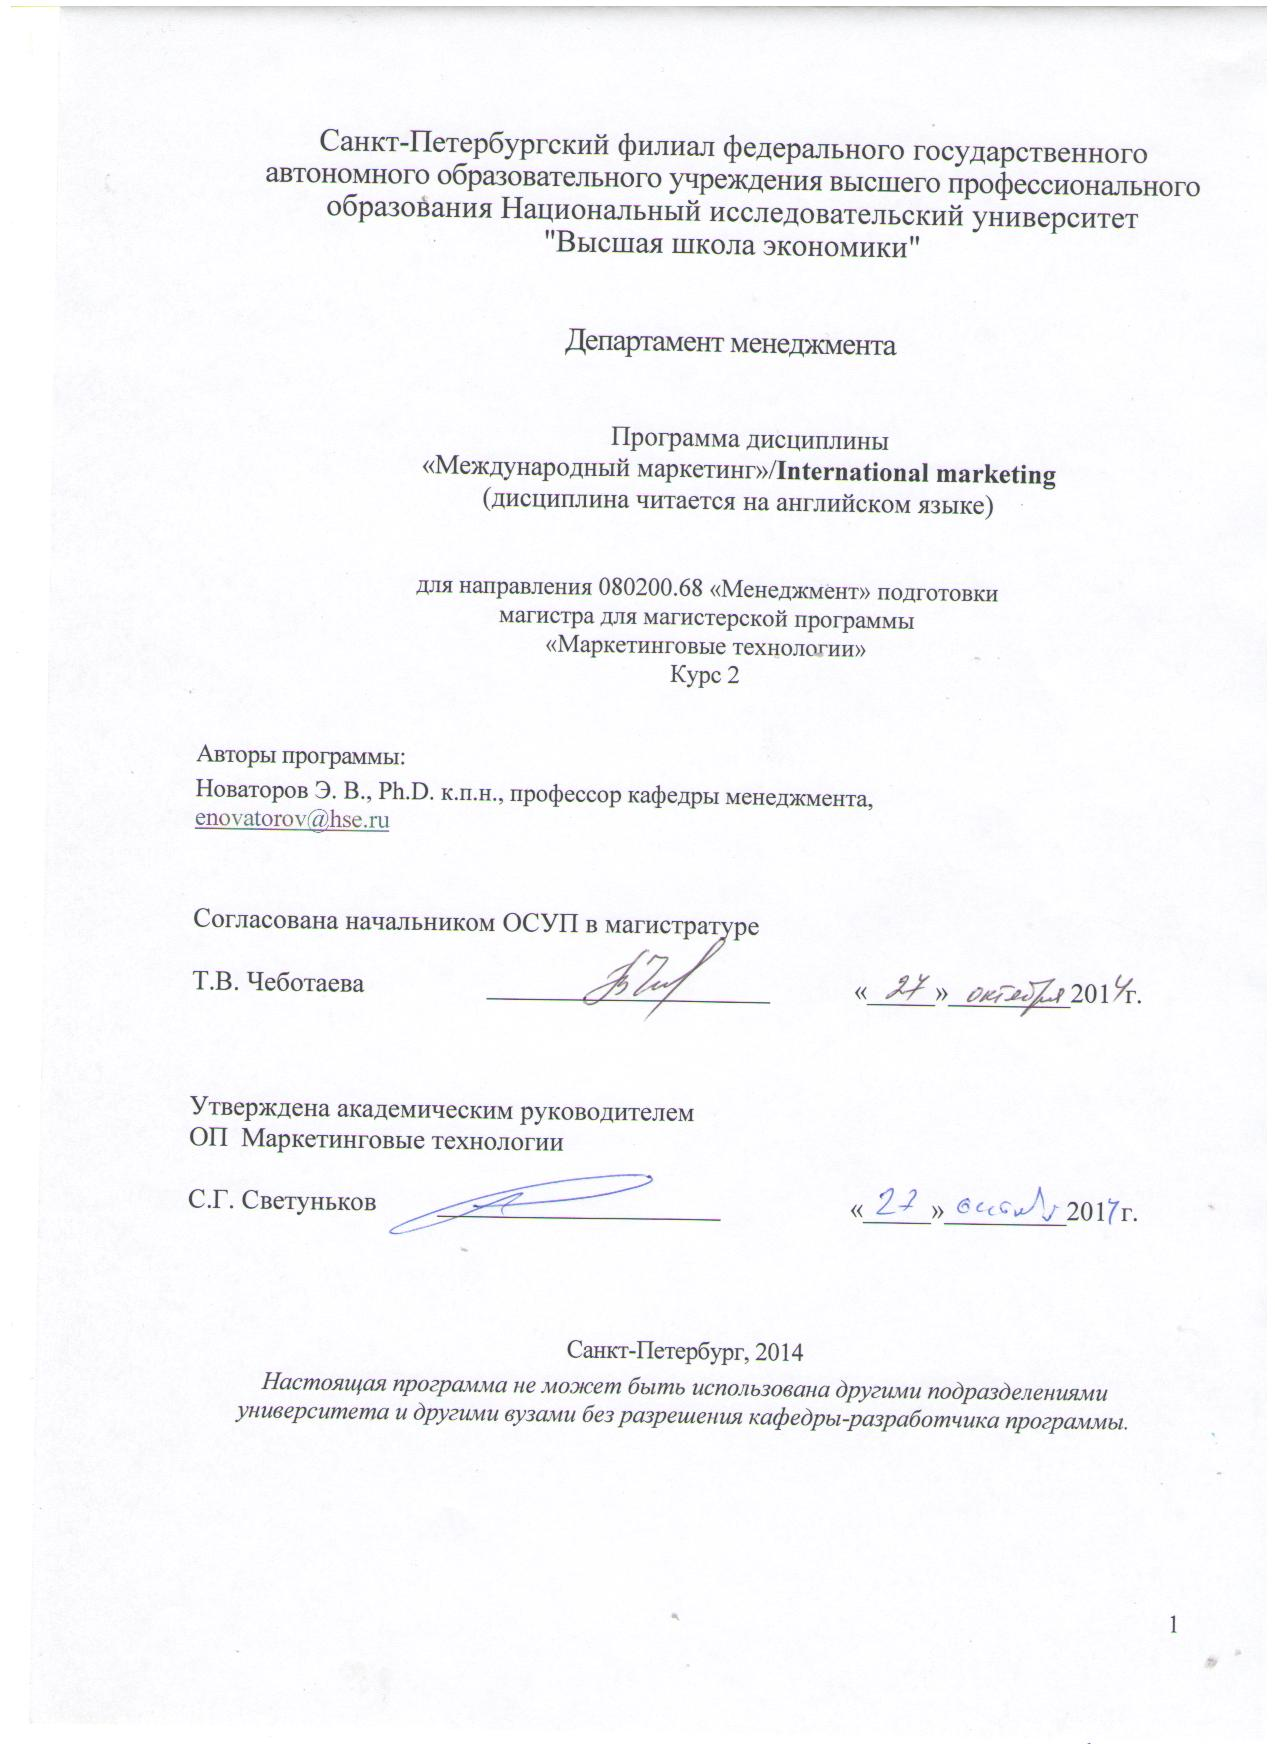 Санкт-Петербургский филиал федерального государственного
автономного образовательного учреждения высшего профессионального
образования Национальный исследовательский университет
"Высшая школа экономики"
Департамент менеджмента
Программа дисциплины
«Международный маркетинг»/International marketing
(дисциплина читается на английском языке)
для направления 080200.68 «Менеджмент» подготовки
магистра для магистерской программы
«Маркетинговые технологии»
Курс 2
Авторы программы:
Новаторов Э. В., Ph.D. к.п.н., профессор кафедры менеджмента,
enovatorov@hse.ru
Согласована начальником ОСУП в магистратуре
Т.В. Чеботаева «27» октября 2014г.
Утверждена академическим руководителем
ОП Маркетинговые технологии
С.Г. Светуньков «27» 2014г.
Санкт-Петербург, 2014
Настоящая программа не может быть использована другими подразделениями
университета и другими вузами без разрешения кафедры-разработчика программы.
1